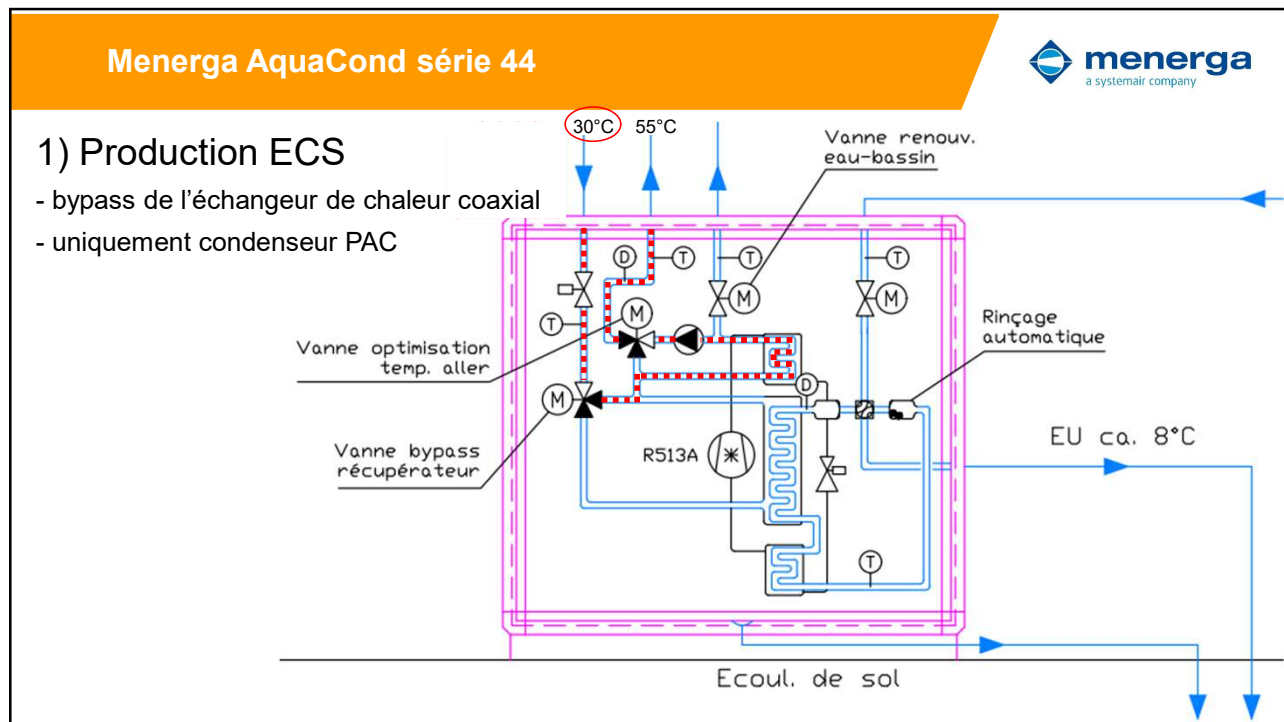 Menerga AquaCond série 44
menerga
a systemair company
1) Production ECS
- bypass de l’échangeur de chaleur coaxial
- uniquement condenseur PAC
30°C
55°C
Vanne renouv.
eau-bassin
D
T
T
T
M
M
M
T
Rinçage
automatique
Vanne optimisation
temp. aller
D
M
EU ca. 8°C
Vanne bypass
récupérateur
R513A
T
Ecoul. de sol